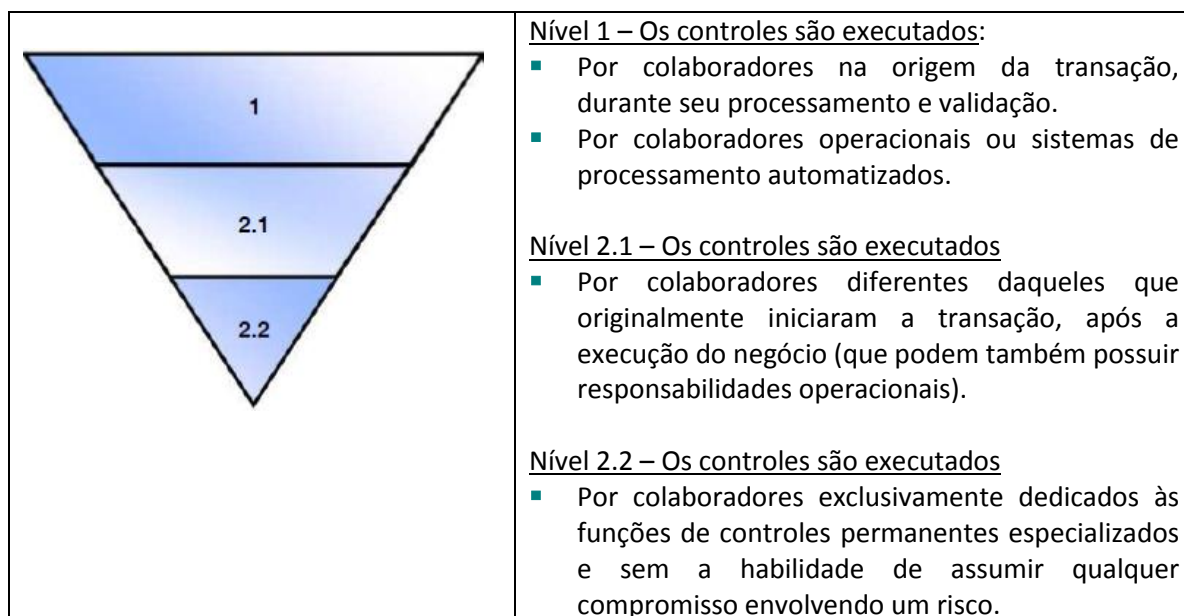 1
2.1
2.2
Nível 1 – Os controles são executados:
▪ Por colaboradores na origem da transação,
durante seu processamento e validação.
▪ Por colaboradores operacionais ou sistemas de
processamento automatizados.
Nível 2.1 – Os controles são executados
▪ Por colaboradores diferentes daqueles que
originalmente iniciaram a transação, após a
execução do negócio (que podem também possuir
responsabilidades operacionais).
Nível 2.2 – Os controles são executados
▪ Por colaboradores exclusivamente dedicados às
funções de controles permanentes especializados
e sem a habilidade de assumir qualquer
compromisso envolvendo um risco.